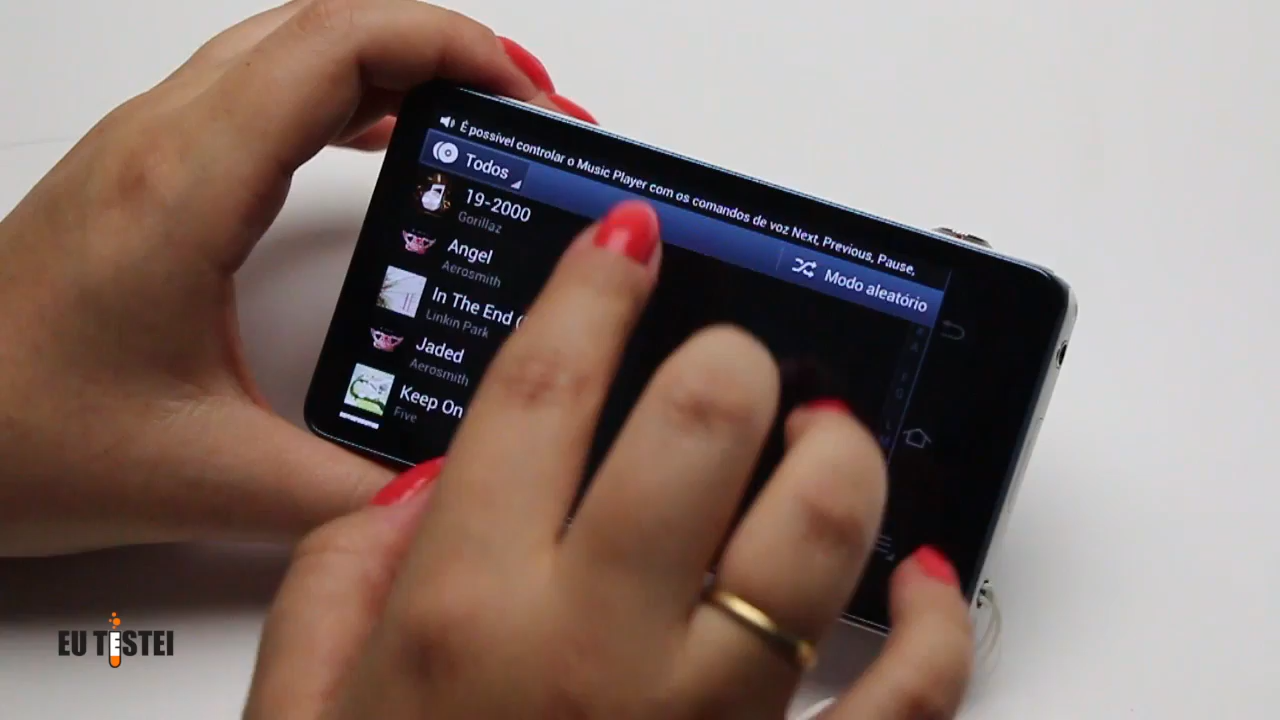 É possível controlar o Music Player com os comandos de voz Next, Previous, Pause,
Todos
Modo aleatório
19-2000
Gorillaz
Angel
Aerosmith
In The End (
Linkin Park
Jaded
Aerosmith
Keep On
Five
EU TESTEI